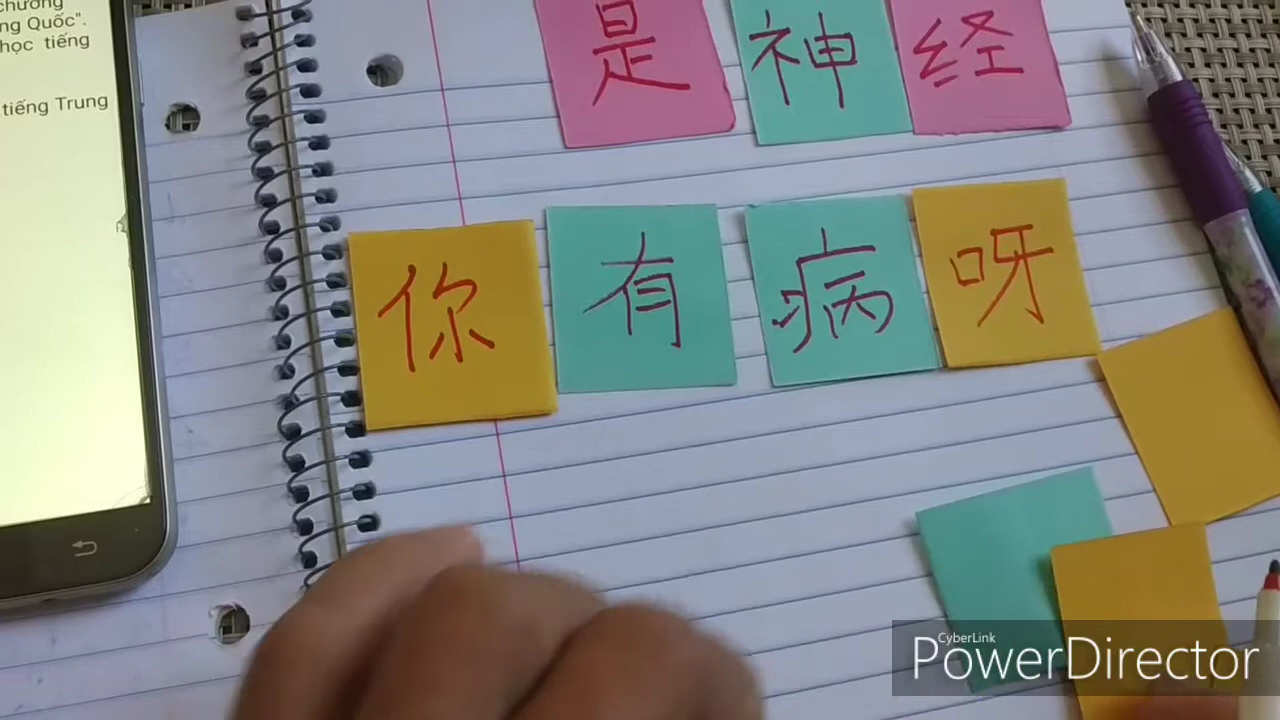 chương
ng Quốc".
học tiếng
tiếng Trung
是神经
你有病呀
CyberLink
PowerDirector